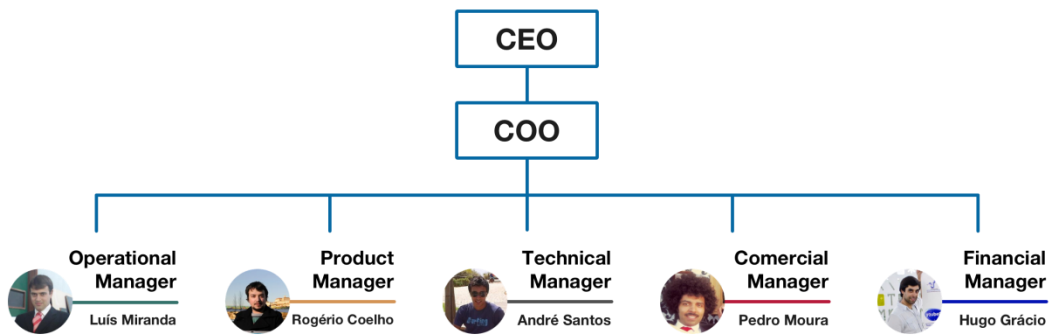 CEO
COO
Operational
Manager
Luís Miranda
Product
Manager
Rogério Coelho
Technical
Manager
André Santos
Comercial
Manager
Pedro Moura
Financial
Manager
Hugo Grácio